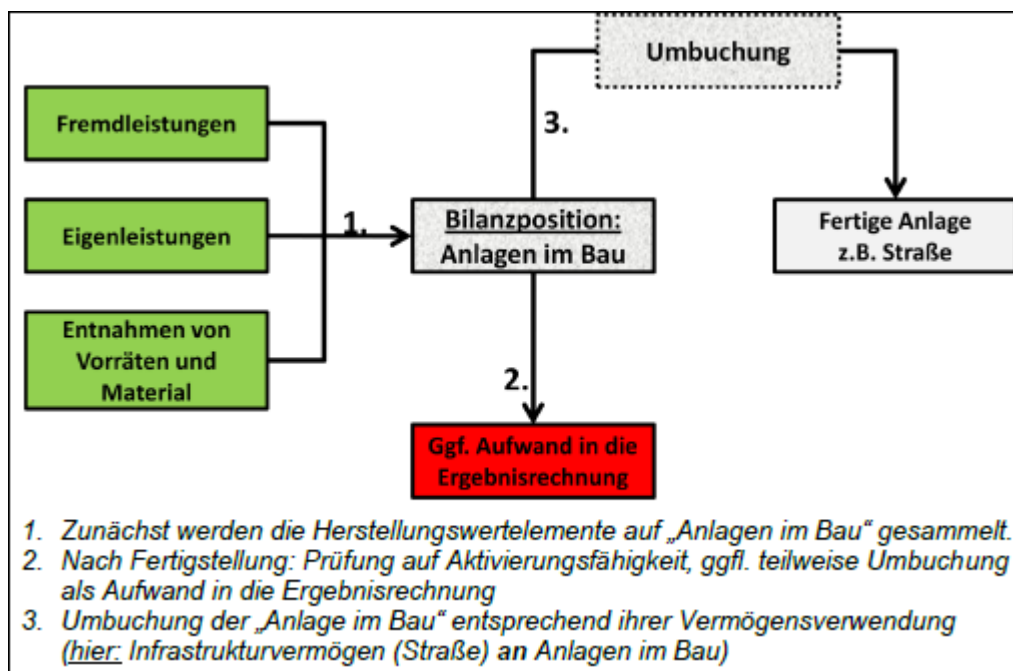 Umbuchung
Fremdleistungen
3.
Eigenleistungen
1.
Bilanzposition:
Anlagen im Bau
Fertige Anlage
z.B. Straße
Entnahmen von
Vorräten und
Material
2.
Ggf. Aufwand in die
Ergebnisrechnung
1. Zunächst werden die Herstellungswertelemente auf „Anlagen im Bau“ gesammelt.
2. Nach Fertigstellung: Prüfung auf Aktivierungsfähigkeit, ggfl. teilweise Umbuchung
als Aufwand in die Ergebnisrechnung
3. Umbuchung der „Anlage im Bau“ entsprechend ihrer Vermögensverwendung
(hier: Infrastrukturvermögen (Straße) an Anlagen im Bau)